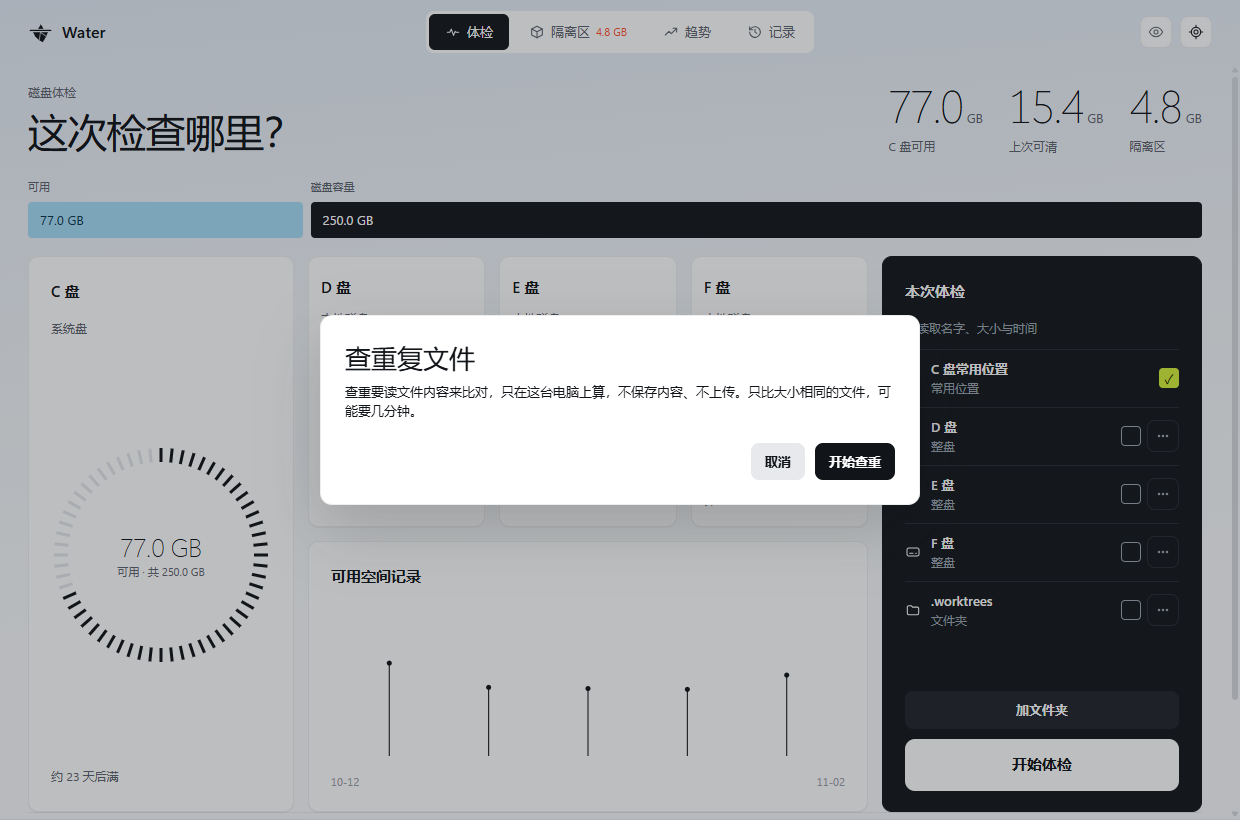 Water
体检
隔离区 4.8 GB
趋势
记录
磁盘体检
这次检查哪里?
77.0 GB
C 盘可用
15.4 GB
上次可清
4.8 GB
隔离区
可用
77.0 GB
磁盘容量
250.0 GB
C 盘
系统盘
77.0 GB
可用 · 共 250.0 GB
约 23 天后满
D 盘
E 盘
F 盘
查重复文件
查重要读文件内容来比对，只在这台电脑上算，不保存内容、不上传。只比大小相同的文件，可
能要几分钟。
取消
开始查重
可用空间记录
10-12
11-02
本次体检
读取名字、大小与时间
C 盘常用位置
常用位置
D 盘
整盘
E 盘
整盘
F 盘
整盘
.worktrees
文件夹
加文件夹
开始体检